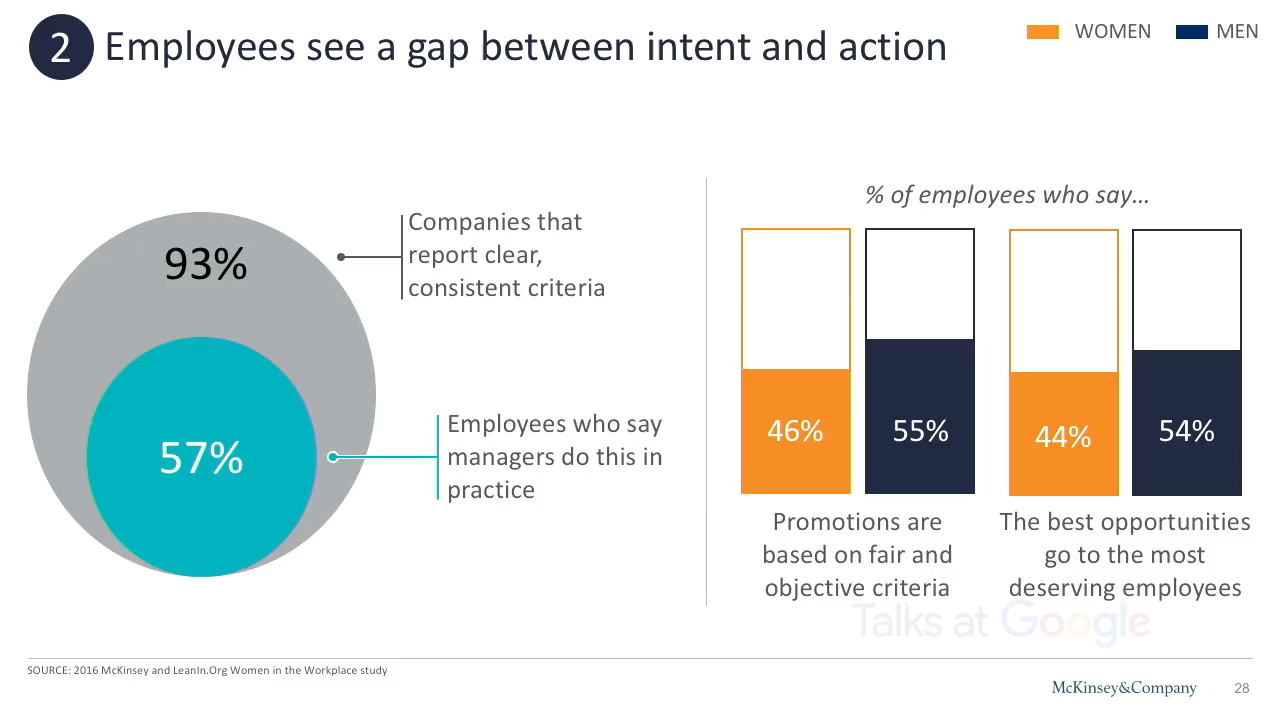 2
Employees see a gap between intent and action
WOMEN
MEN
93%
Companies that
report clear,
consistent criteria
57%
Employees who say
managers do this in
practice
% of employees who say…
46%
55%
44%
54%
Promotions are
based on fair and
objective criteria
The best opportunities
go to the most
deserving employees
Talks at Google
SOURCE: 2016 McKinsey and LeanIn.Org Women in the Workplace study
McKinsey&Company
28